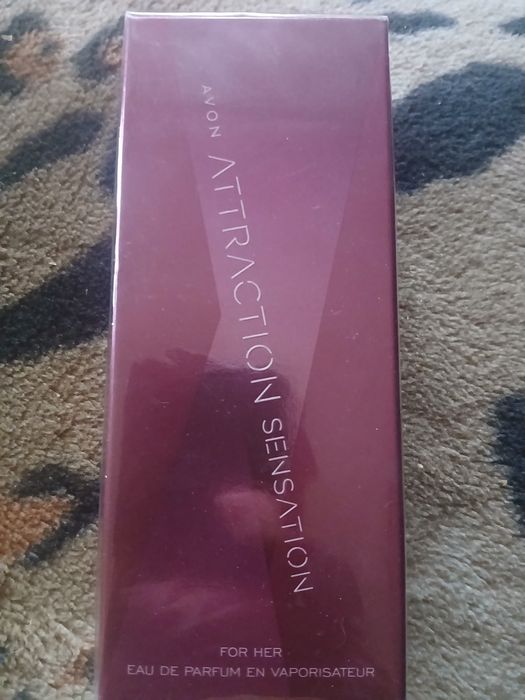 AVON ATTRACTION SENSATION
FOR HER
EAU DE PARFUM EN VAPORISATEUR